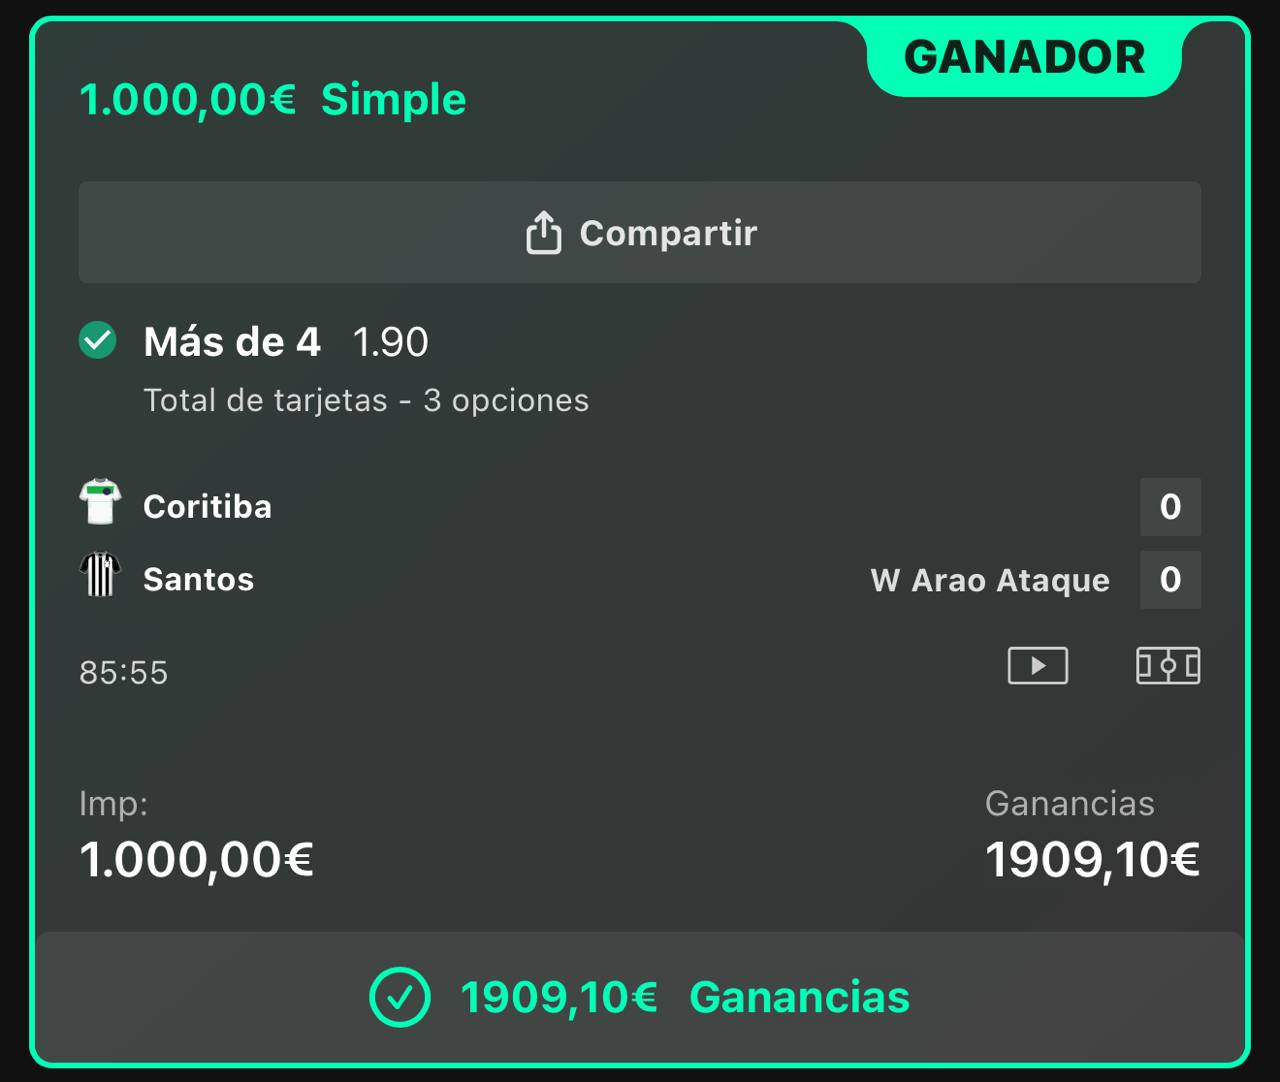 GANADOR
1.000,00€ Simple
Compartir
Más de 4 1.90
Total de tarjetas - 3 opciones
Coritiba 0
Santos W Arao Ataque 0
85:55
Imp: Ganancias
1.000,00€ 1909,10€
1909,10€ Ganancias